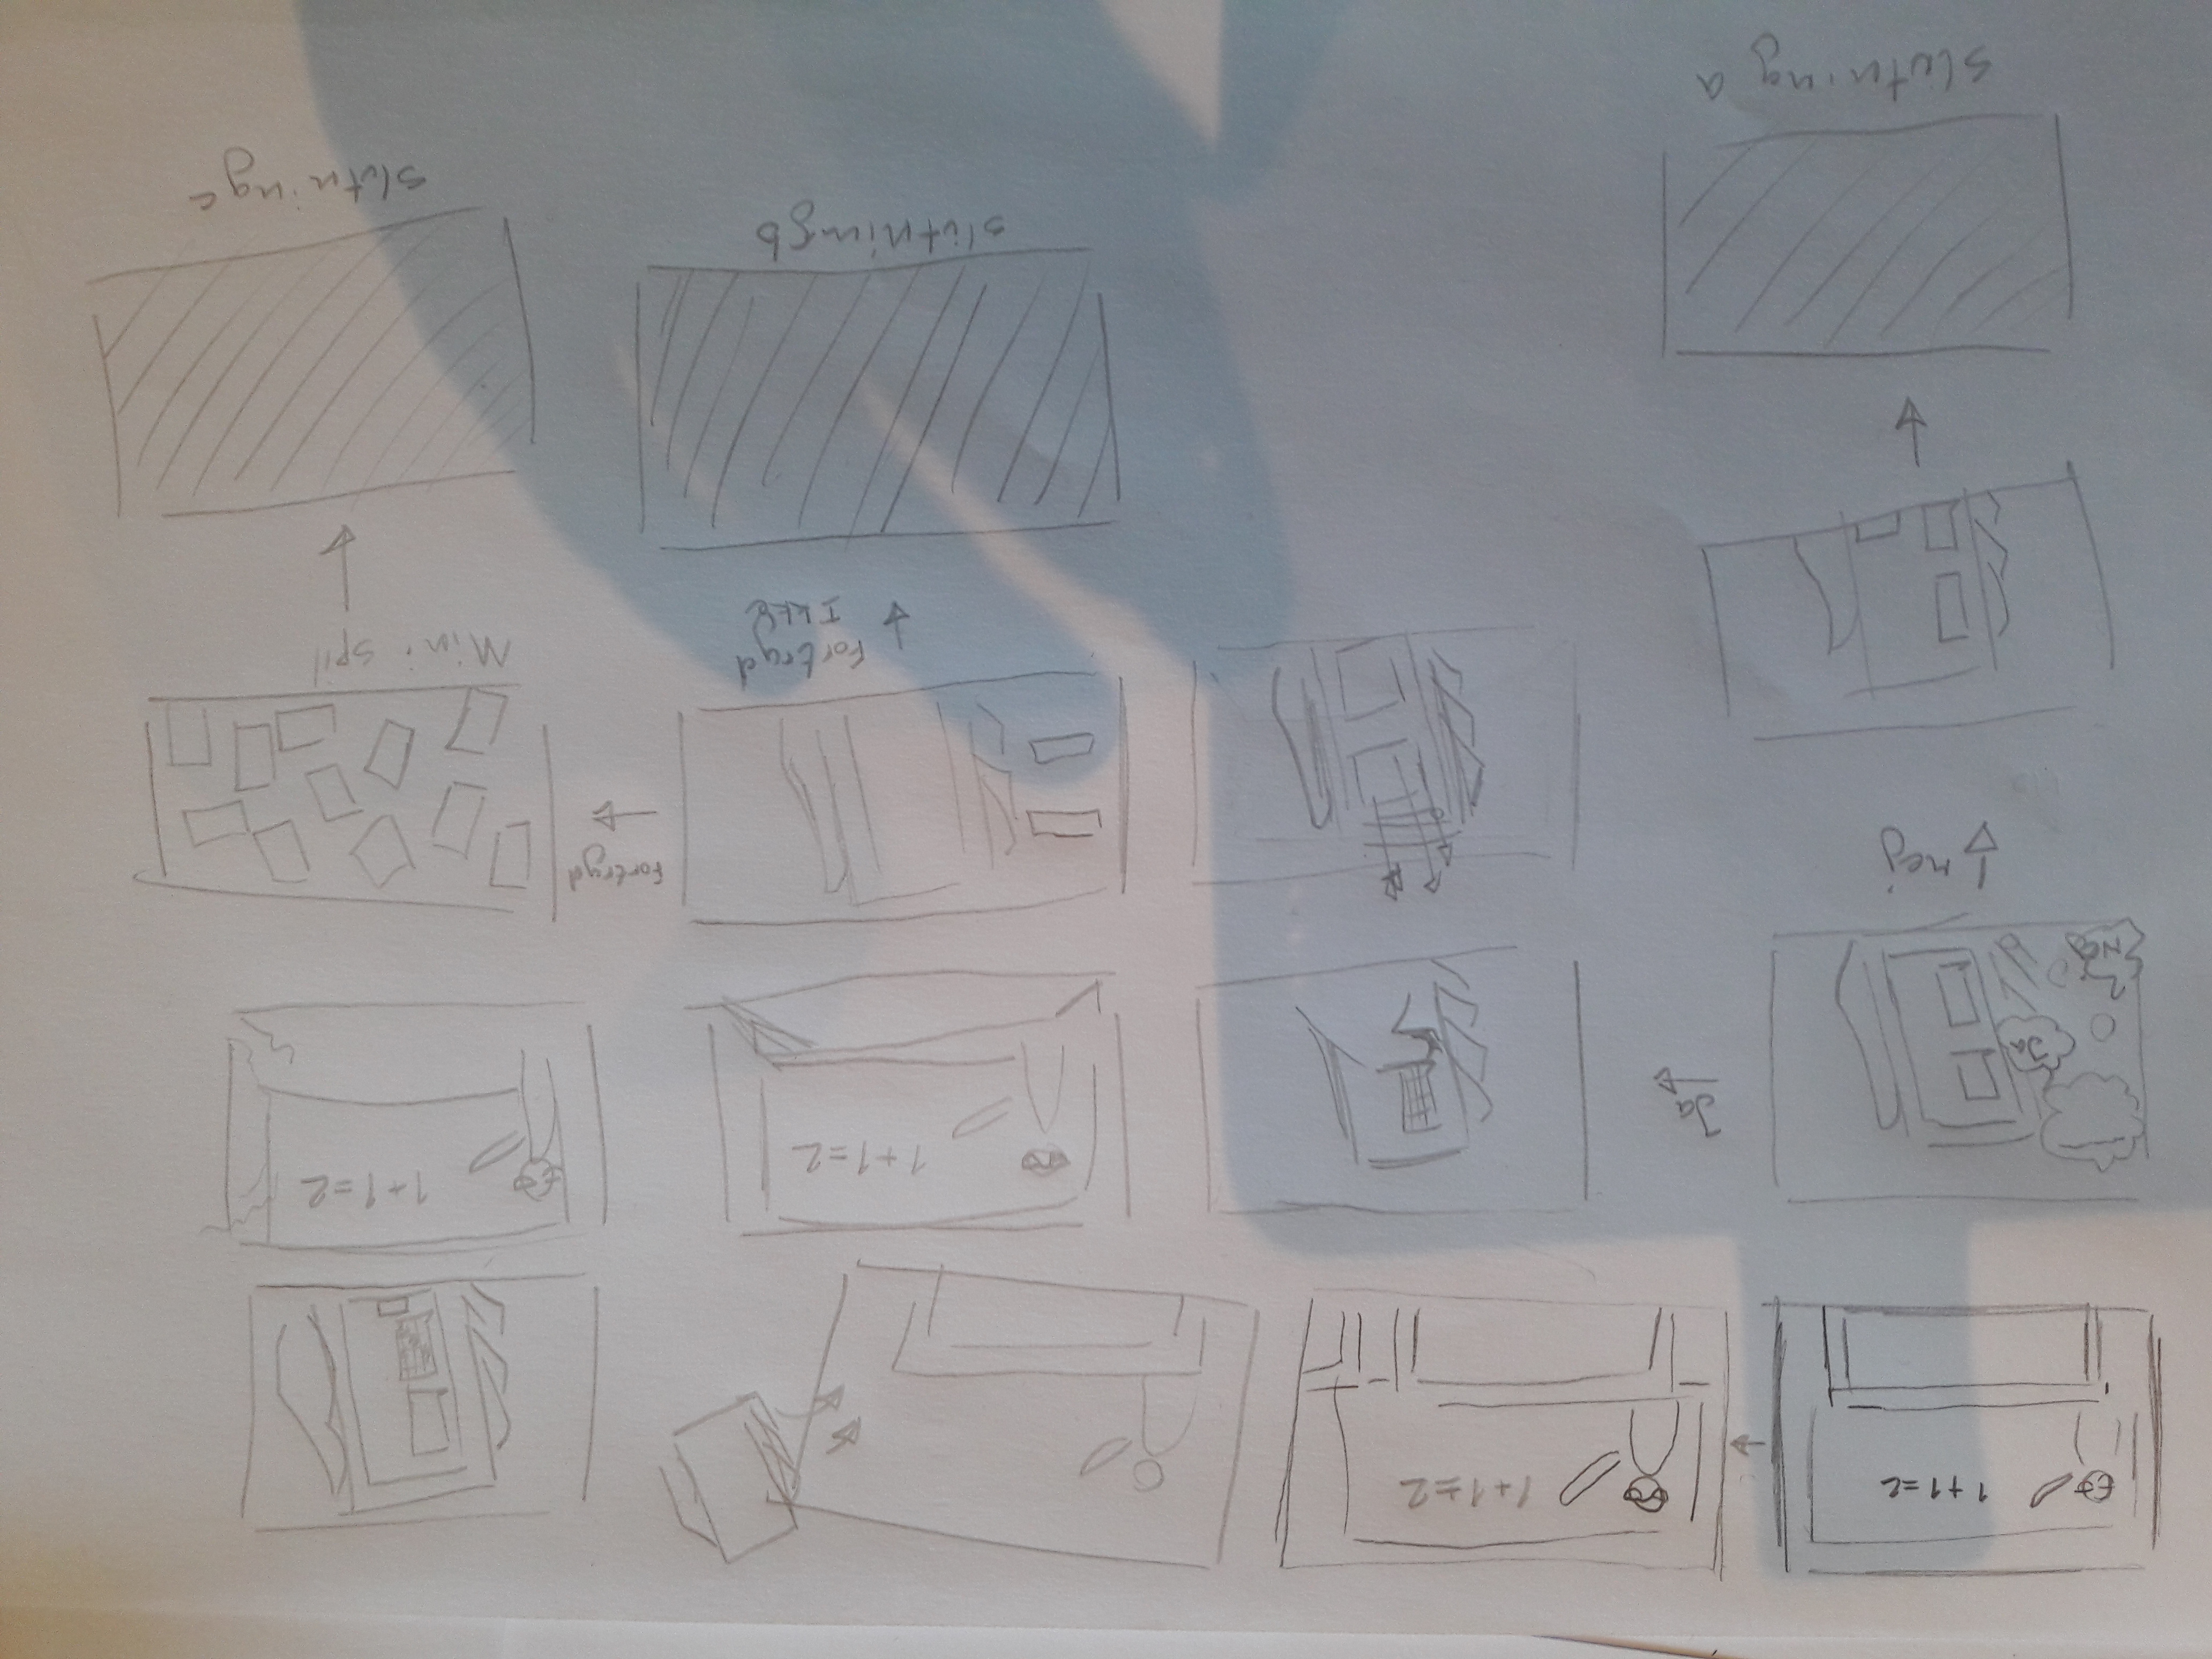 1+1=2
1+1=2
Ja
Nej
Ja
1+1=2
1+1=2
nej
Fortryd
Fortryd
Ikke
Mini spil
slutning a
slutning b
slutning c